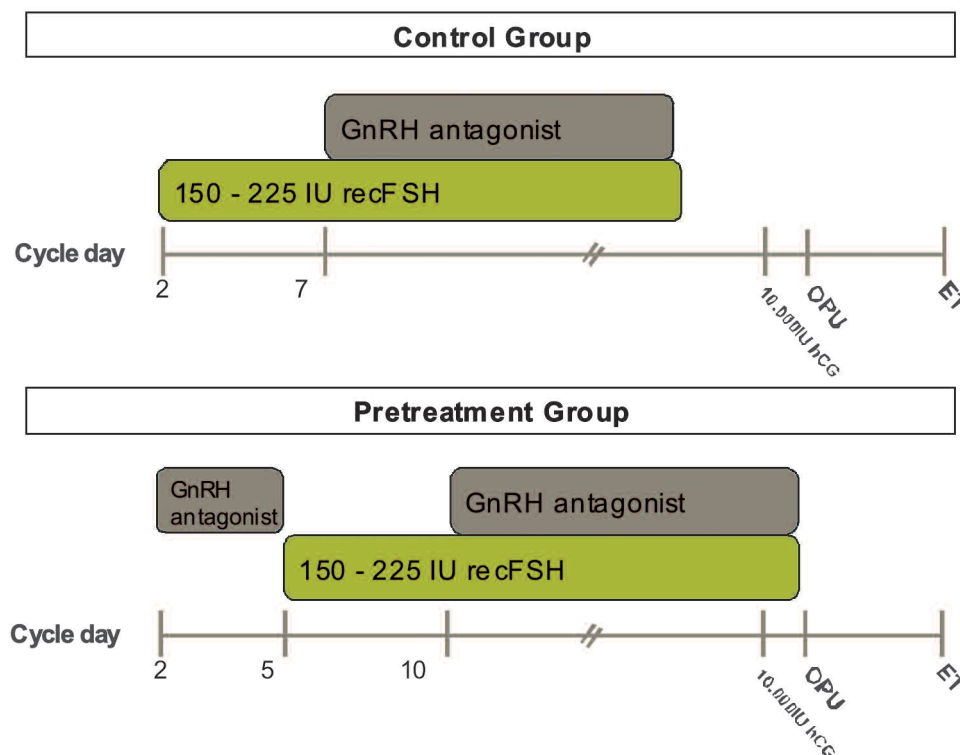 Control Group
GnRH antagonist
150 - 225 IU recFSH
Cycle day
2
7
10.000IU hCG
OPU
ET
Pretreatment Group
GnRH
antagonist
GnRH antagonist
150 - 225 IU recFSH
Cycle day
2
5
10
10.000IU hCG
OPU
ET